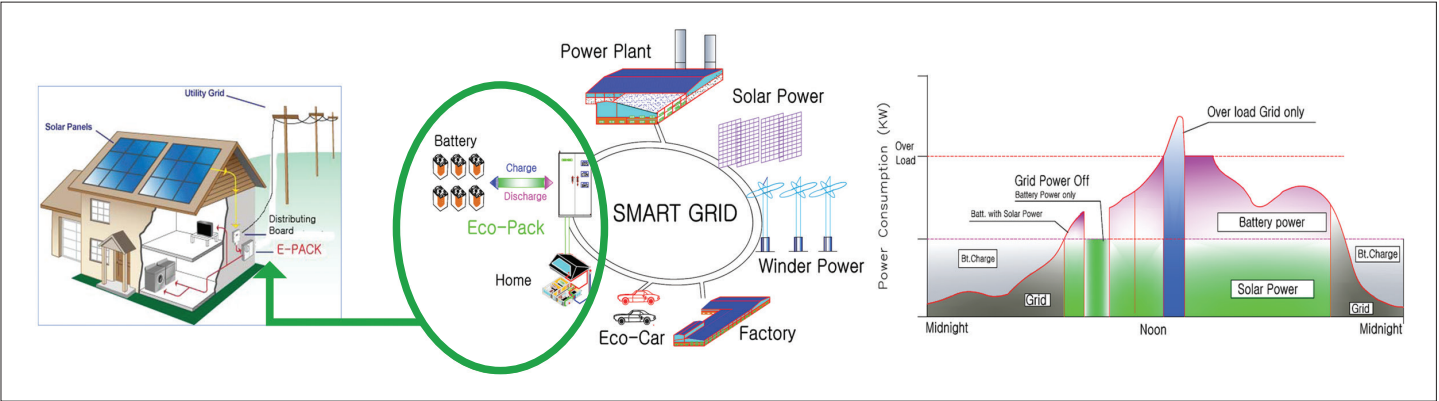 Utility Grid
Solar Panels
Distributing
Board
E-PACK
Power Plant
Solar Power
Battery
Charge
Discharge
Eco-Pack
SMART GRID
Winder Power
Home
Eco-Car
Factory
Power Consumption (KW)
Over
Load
Over load Grid only
Grid Power Off
Battery Power only
Batt. with Solar Power
Battery power
Bt.Charge
Bt.Charge
Solar Power
Grid
Grid
Midnight
Noon
Midnight